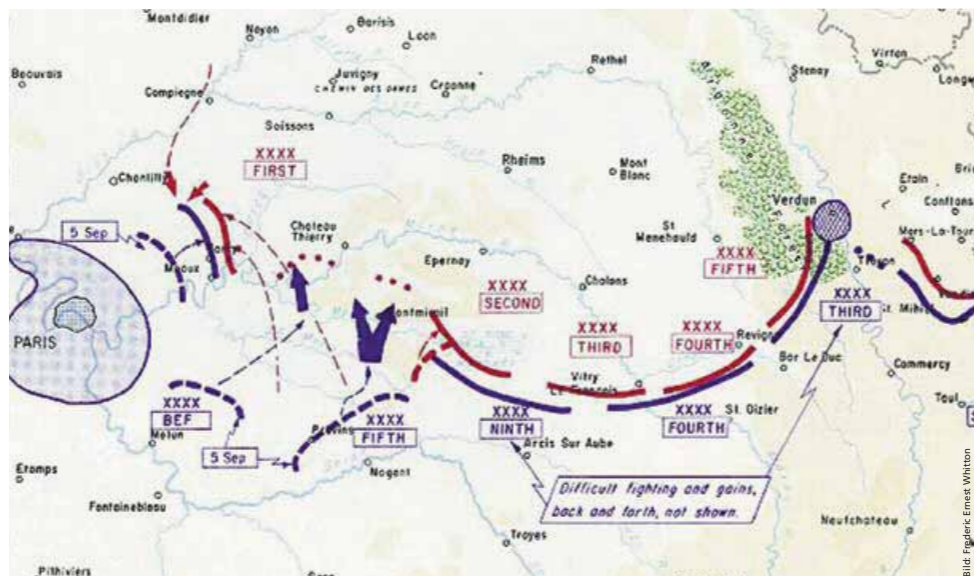 Montdidier
Noyon
Barisis
Laon
Beauvais
Juvigny
CHEMIN DES DAMES
Craonne
Rethel
Stenay
Virton
Compiegne
Soissons
XXXX
FIRST
Rheims
Mont
Blanc
Verdun
Etain
Conflans
Mars-La-Tour
5 Sep
Meaux
Chateau
Thierry
Epernay
St
Menehould
XXXX
FIFTH
Troyon
XXXX
SECOND
Chalons
XXXX
THIRD
St. Mihiel
PARIS
Montmirail
XXXX
THIRD
XXXX
FOURTH
Revigny
Bar Le Duc
Commercy
Vitry
Le Francois
XXXX
BEF
Melun
XXXX
FIFTH
Provins
XXXX
NINTH
XXXX
FOURTH
St. Dizier
Toul
5 Sep
Arcis Sur Aube
Nogent
Etamps
Fontainebleau
Difficult fighting and gains,
back and forth, not shown.
Troyes
Neufchateau
Pithiviers
Bild: Frederic Ernest Whitton